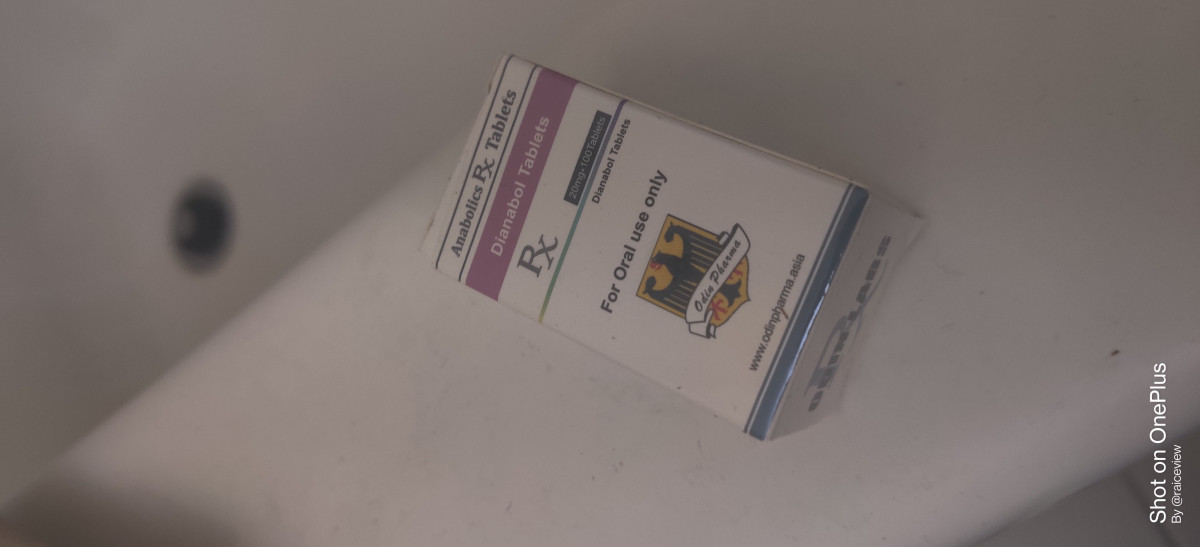 Anabolics Rx Tablets
Dianabol Tablets
Rx
20mg-100Tablets
Dianabol Tablets
For Oral use only
Odin Pharma
www.odinpharma.asia
Shot on OnePlus
By @raiceview